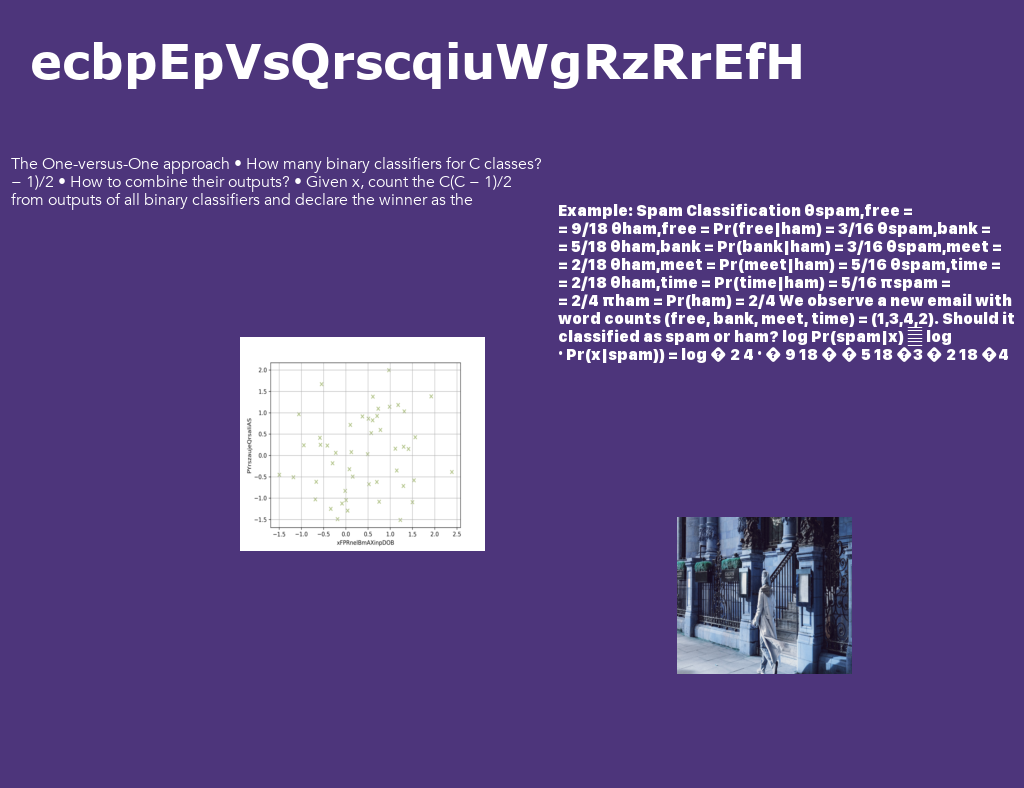 ecbpEpVsQrscqiuWgRzRrEfH
The One-versus-One approach • How many binary classifiers for C classes?
− 1)/2 • How to combine their outputs? • Given x, count the C(C − 1)/2
from outputs of all binary classifiers and declare the winner as the
Example: Spam Classification θspam,free =
= 9/18 θham,free = Pr(free|ham) = 3/16 θspam,bank =
= 5/18 θham,bank = Pr(bank|ham) = 3/16 θspam,meet =
= 2/18 θham,meet = Pr(meet|ham) = 5/16 θspam,time =
= 2/18 θham,time = Pr(time|ham) = 5/16 πspam =
= 2/4 πham = Pr(ham) = 2/4 We observe a new email with
word counts (free, bank, meet, time) = (1,3,4,2). Should it
classified as spam or ham? log Pr(spam|x) log
· Pr(x|spam)) = log � 2 4 · � 9 18 � � 5 18 �3 � 2 18 �4
2.0
1.5
1.0
0.5
0.0
−0.5
−1.0
−1.5
−1.5 −1.0 −0.5 0.0 0.5 1.0 1.5 2.0 2.5